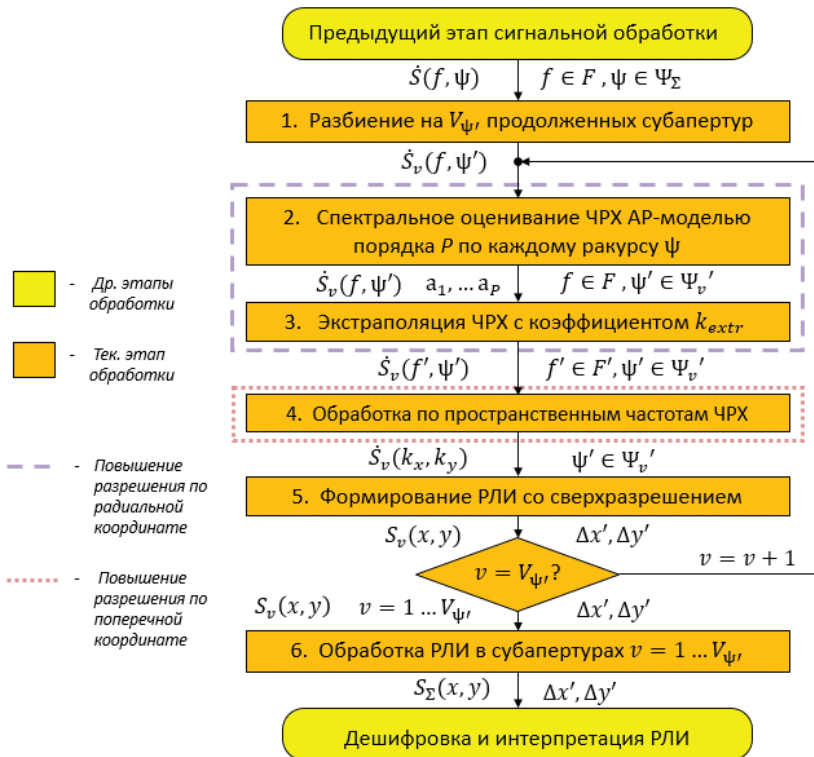 Предыдущий этап сигнальной обработки
Ṡ(f, ψ) f ∈ F , ψ ∈ Ψ_Σ
1. Разбиение на V_ψ′ продолженных субапертур
Ṡ_v(f, ψ′)
2. Спектральное оценивание ЧРХ АР-моделью
порядка P по каждому ракурсу ψ
Ṡ_v(f, ψ′) a₁, … a_P f ∈ F , ψ′ ∈ Ψ_v′
3. Экстраполяция ЧРХ с коэффициентом k_extr
Ṡ_v(f′, ψ′) f′ ∈ F′, ψ′ ∈ Ψ_v′
4. Обработка по пространственным частотам ЧРХ
Ṡ_v(k_x, k_y) ψ′ ∈ Ψ_v′
5. Формирование РЛИ со сверхразрешением
S_v(x, y) Δx′, Δy′
v = V_ψ′?
v = v + 1
S_v(x, y) v = 1 … V_ψ′ Δx′, Δy′
6. Обработка РЛИ в субапертурах v = 1 … V_ψ′
S_Σ(x, y) Δx′, Δy′
Дешифровка и интерпретация РЛИ
- Др. этапы
обработки
- Тек. этап
обработки
- Повышение
разрешения по
радиальной
координате
- Повышение
разрешения по
поперечной
координате